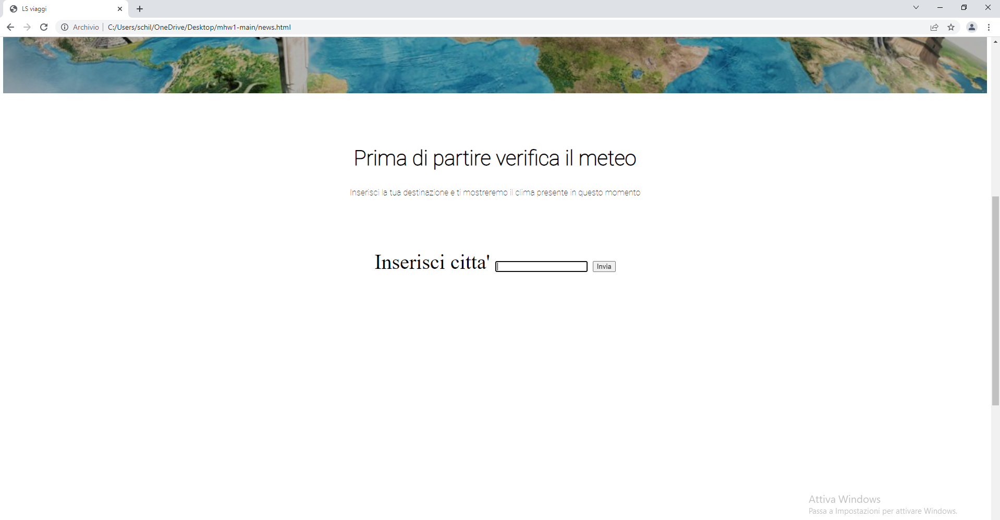 LS viaggi
Archivio | C:/Users/schil/OneDrive/Desktop/mhw1-main/news.html
Prima di partire verifica il meteo
Inserisci la tua destinazione e ti mostreremo il clima presente in questo momento
Inserisci citta' Invia
Attiva Windows
Passa a Impostazioni per attivare Windows.